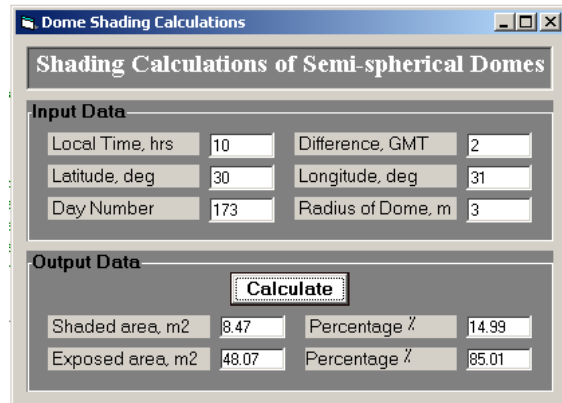 Dome Shading Calculations
Shading Calculations of Semi-spherical Domes
Input Data
Local Time, hrs 10 Difference, GMT 2
Latitude, deg 30 Longitude, deg 31
Day Number 173 Radius of Dome, m 3
Output Data
Calculate
Shaded area, m2 8.47 Percentage % 14.99
Exposed area, m2 48.07 Percentage % 85.01